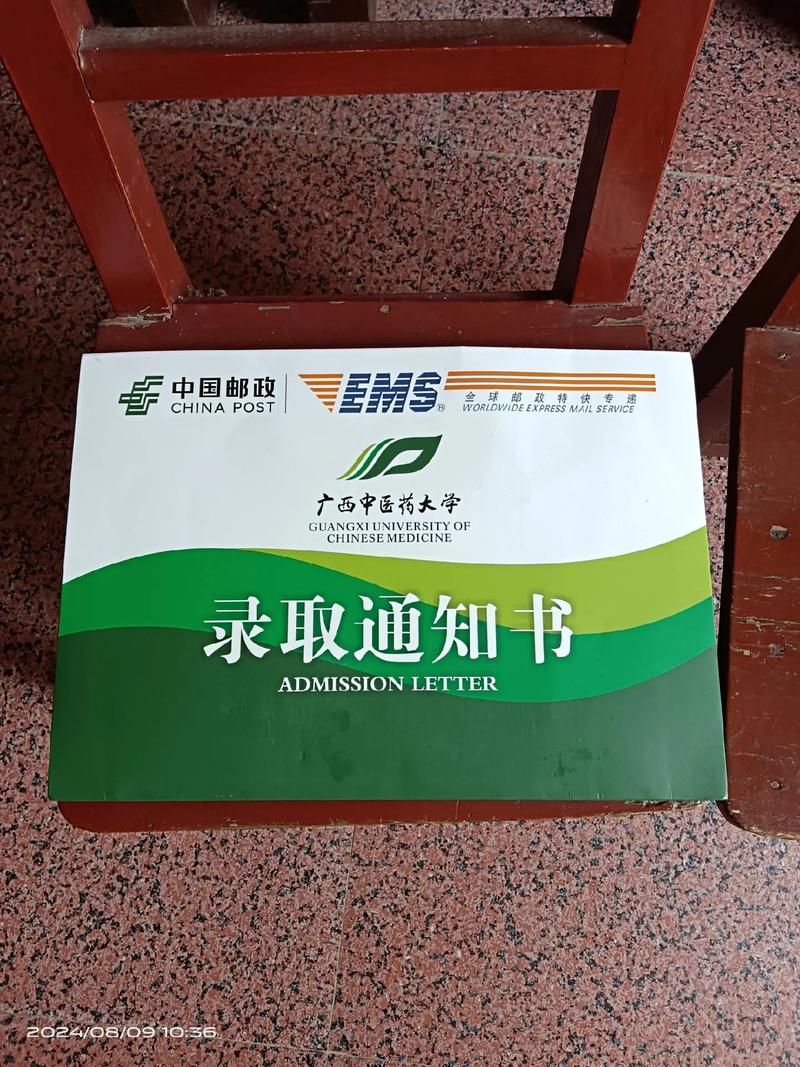 中国邮政
CHINA POST
EMS
全球邮政特快专递
WORLDWIDE EXPRESS MAIL SERVICE
广西中医药大学
GUANGXI UNIVERSITY OF
CHINESE MEDICINE
录取通知书
ADMISSION LETTER
2024/08/09 10:36